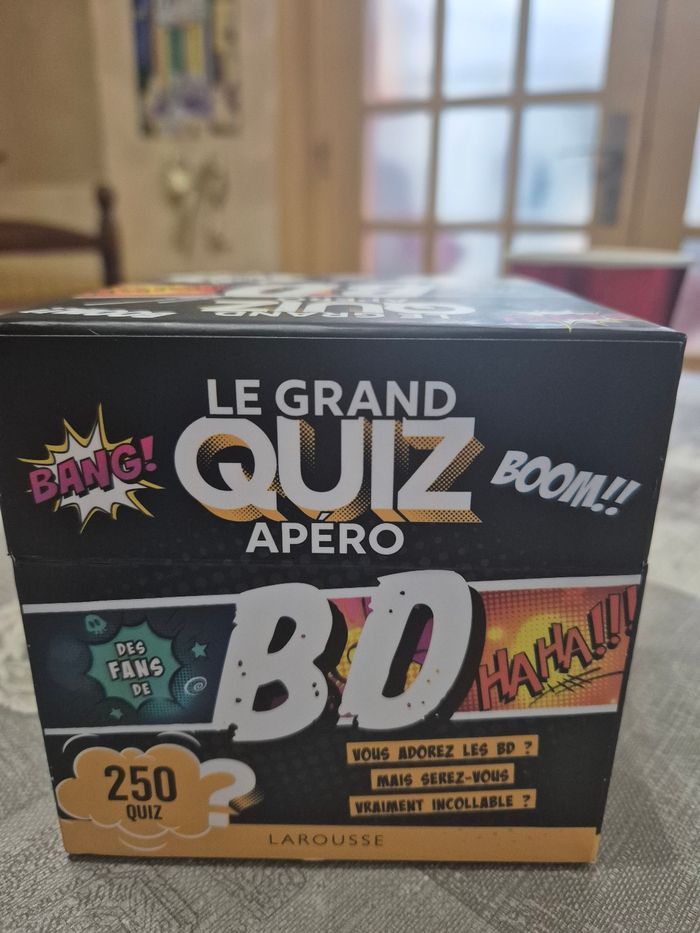 LE GRAND
QUIZ
APÉRO
BANG!
BOOM!!
DES
FANS
DE
BD
HAHA!!!
VOUS ADOREZ LES BD ?
MAIS SEREZ-VOUS
VRAIMENT INCOLLABLE ?
250
QUIZ
?
LAROUSSE